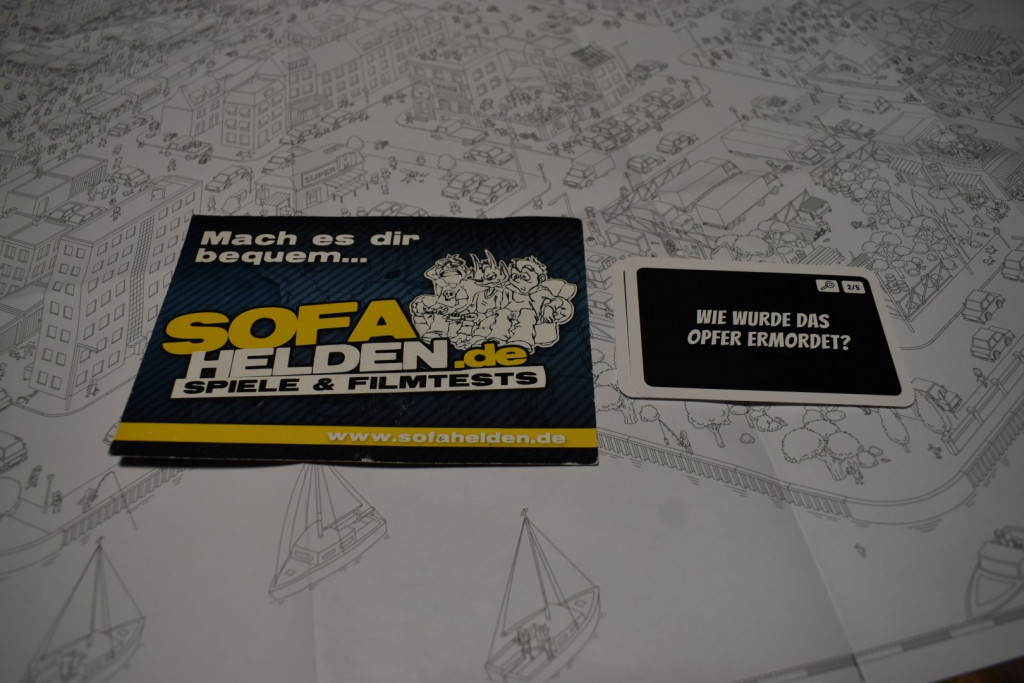 Mach es dir
bequem...
SOFA
HELDEN.de
SPIELE & FILMTESTS
www.sofahelden.de
2/5
WIE WURDE DAS
OPFER ERMORDET?
SUPER